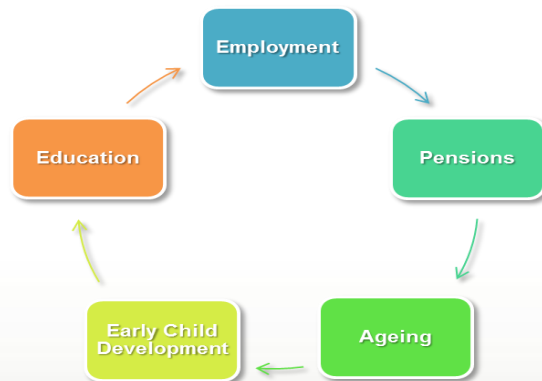 Employment
Education
Pensions
Early Child
Development
Ageing